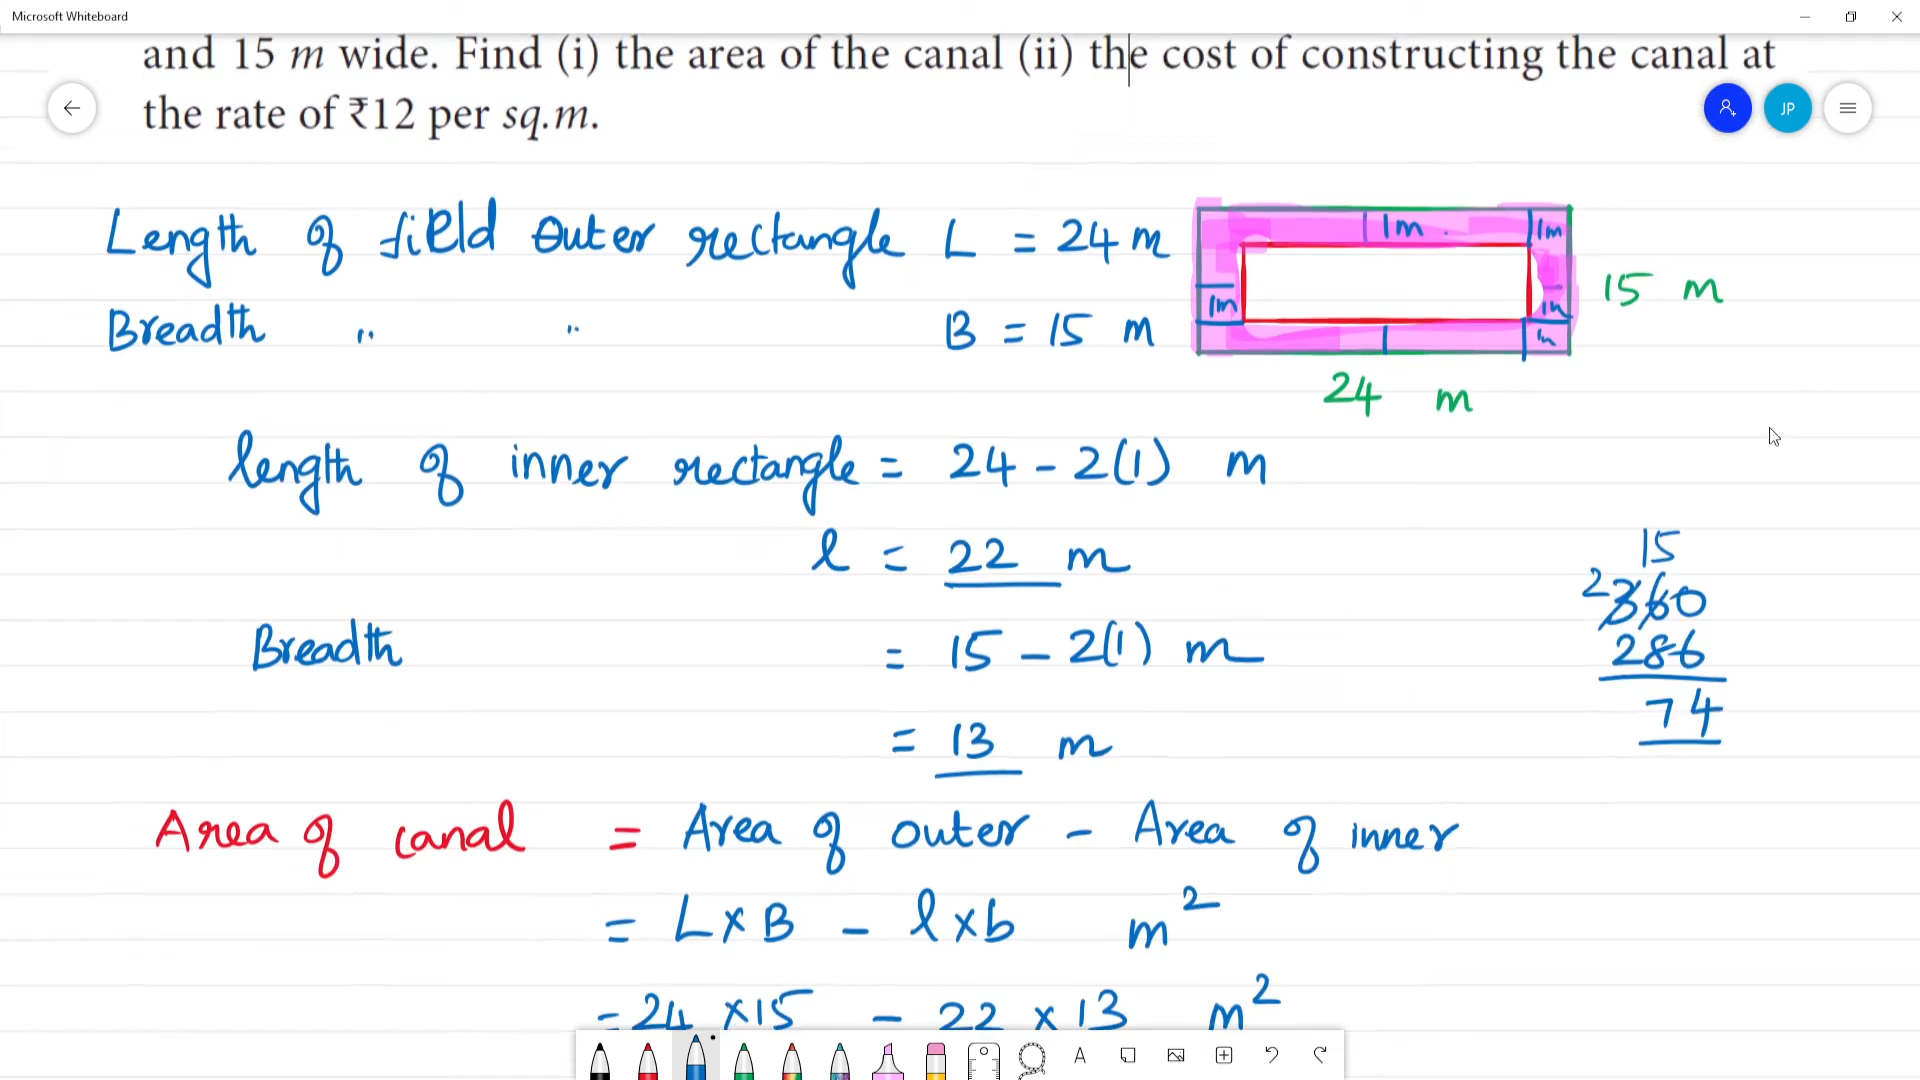 Microsoft Whiteboard
and 15 m wide. Find (i) the area of the canal (ii) the cost of constructing the canal at
the rate of ₹12 per sq.m.
JP
Length of field outer rectangle L = 24 m
Breadth " " B = 15 m
1m 1m
1m 1m
1m
15 m
24 m
length of inner rectangle = 24 - 2(1) m
l = 22 m
Breadth = 15 - 2(1) m
= 13 m
15
2 360
286
74
Area of canal = Area of outer - Area of inner
= L×B - l×b m²
= 24 ×15 - 22 × 13 m²
A